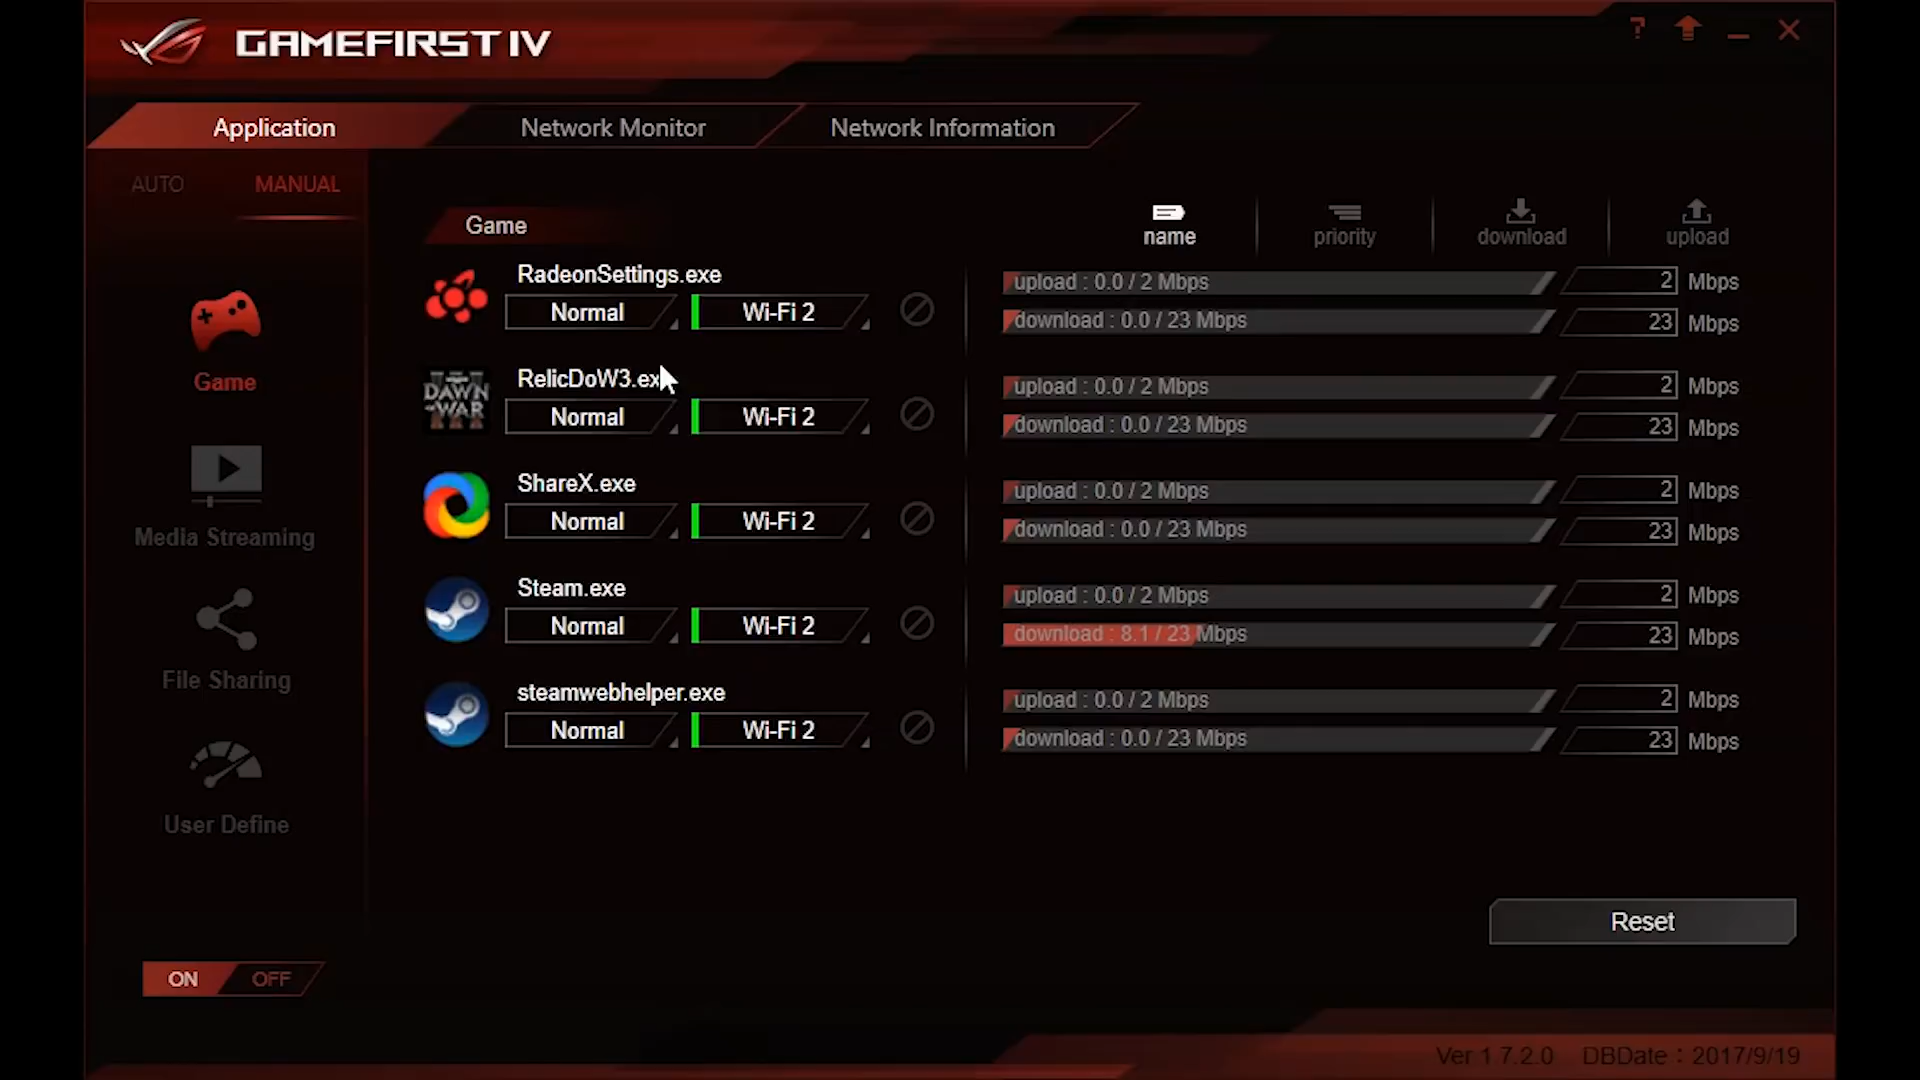 GAMEFIRST IV
?
Application
Network Monitor
Network Information
AUTO
MANUAL
Game
name
priority
download
upload
Game
Media Streaming
File Sharing
User Define
RadeonSettings.exe
Normal
Wi-Fi 2
upload : 0.0 / 2 Mbps
2 Mbps
download : 0.0 / 23 Mbps
23 Mbps
DAWN OF WAR III
RelicDoW3.exe
Normal
Wi-Fi 2
upload : 0.0 / 2 Mbps
2 Mbps
download : 0.0 / 23 Mbps
23 Mbps
ShareX.exe
Normal
Wi-Fi 2
upload : 0.0 / 2 Mbps
2 Mbps
download : 0.0 / 23 Mbps
23 Mbps
Steam.exe
Normal
Wi-Fi 2
upload : 0.0 / 2 Mbps
2 Mbps
download : 8.1 / 23 Mbps
23 Mbps
steamwebhelper.exe
Normal
Wi-Fi 2
upload : 0.0 / 2 Mbps
2 Mbps
download : 0.0 / 23 Mbps
23 Mbps
Reset
ON
OFF
Ver 1 7.2.0 DBDate : 2017/9/19